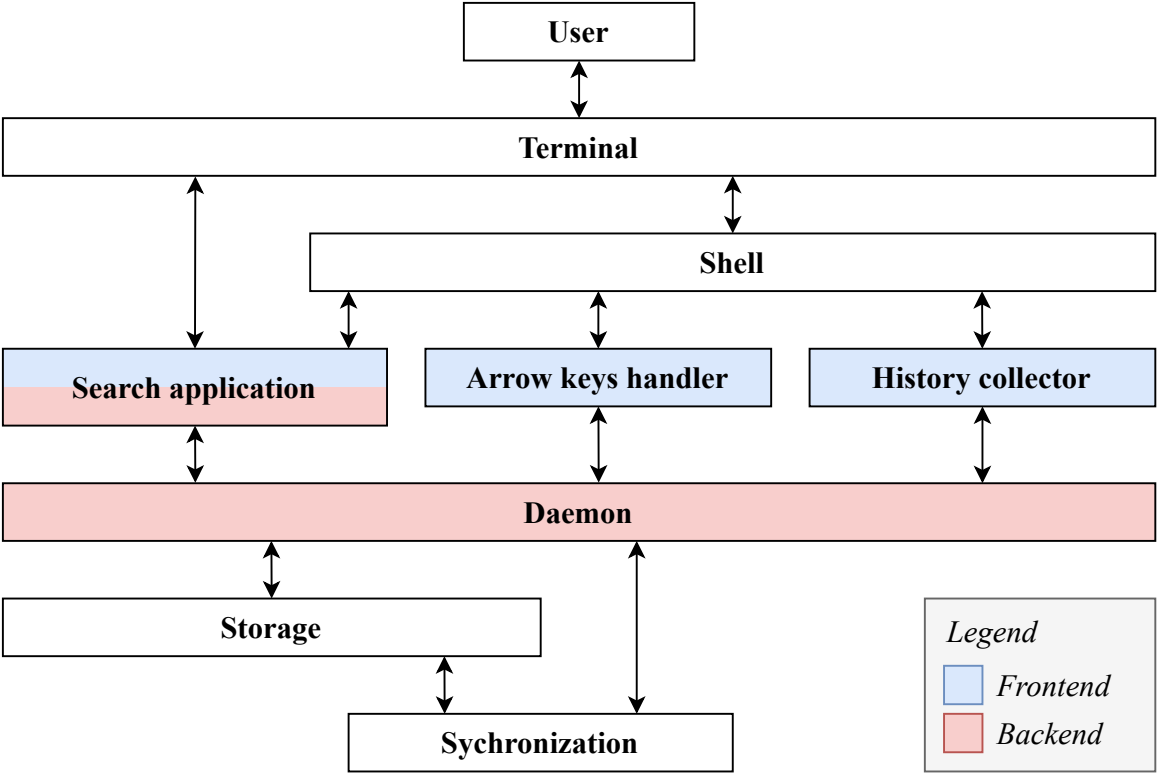 User
Terminal
Shell
Search application
Arrow keys handler
History collector
Daemon
Storage
Sychronization
Legend
Frontend
Backend